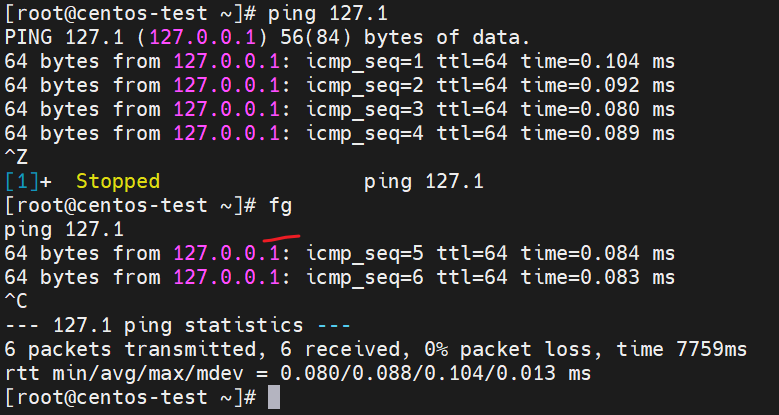 [root@centos-test ~]# ping 127.1
PING 127.1 (127.0.0.1) 56(84) bytes of data.
64 bytes from 127.0.0.1: icmp_seq=1 ttl=64 time=0.104 ms
64 bytes from 127.0.0.1: icmp_seq=2 ttl=64 time=0.092 ms
64 bytes from 127.0.0.1: icmp_seq=3 ttl=64 time=0.080 ms
64 bytes from 127.0.0.1: icmp_seq=4 ttl=64 time=0.089 ms
^Z
[1]+  Stopped                 ping 127.1
[root@centos-test ~]# fg
ping 127.1
64 bytes from 127.0.0.1: icmp_seq=5 ttl=64 time=0.084 ms
64 bytes from 127.0.0.1: icmp_seq=6 ttl=64 time=0.083 ms
^C
--- 127.1 ping statistics ---
6 packets transmitted, 6 received, 0% packet loss, time 7759ms
rtt min/avg/max/mdev = 0.080/0.088/0.104/0.013 ms
[root@centos-test ~]#